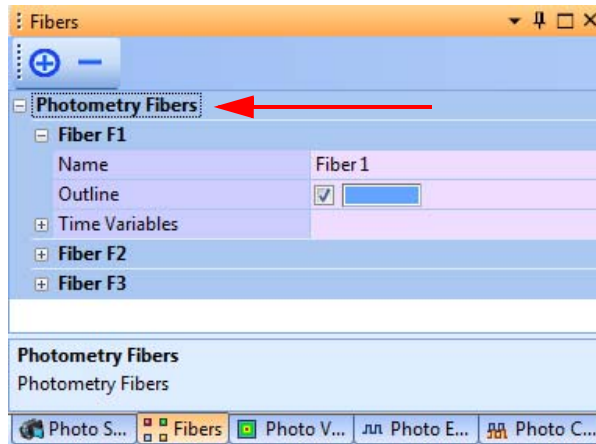 Fibers
Photometry Fibers
Fiber F1
Name Fiber 1
Outline
Time Variables
Fiber F2
Fiber F3
Photometry Fibers
Photometry Fibers
Photo S... Fibers Photo V... Photo E... Photo C...